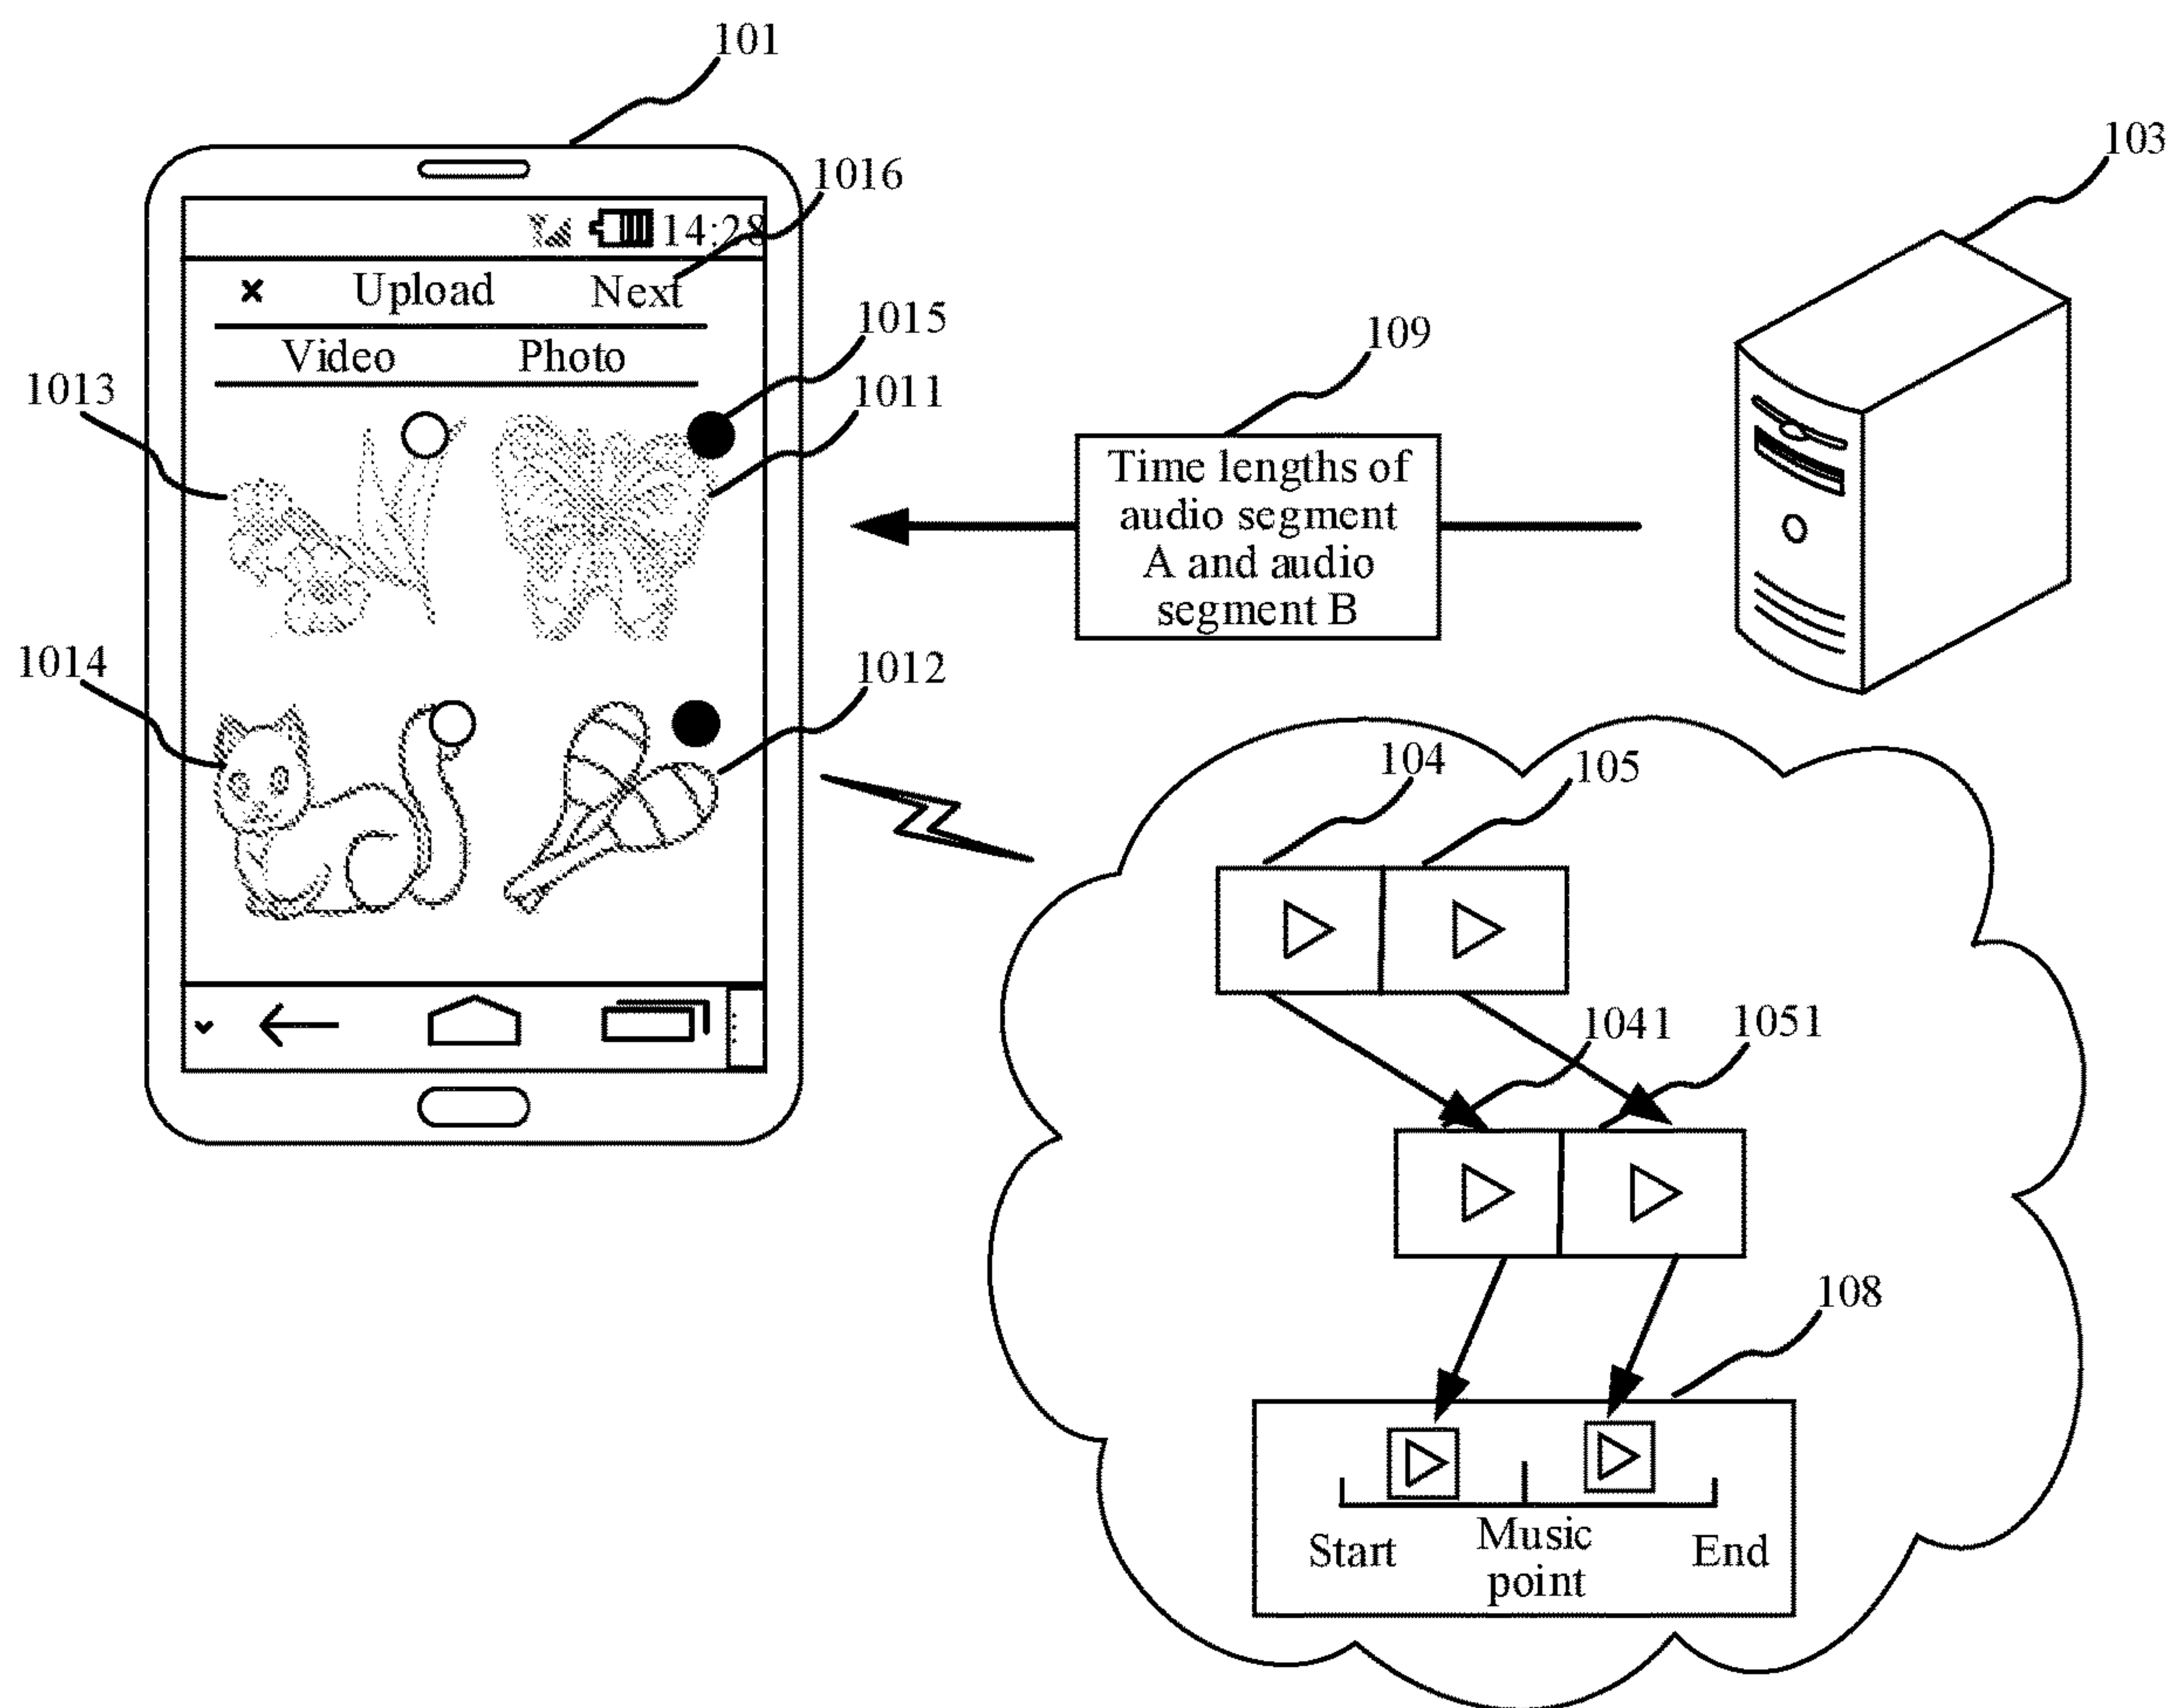 101
103
1016
14:28
× Upload Next
1015
109
Video Photo
1013
1011
Time lengths of
audio segment
A and audio
segment B
1014
1012
104
105
1041
1051
108
Start
Music
point
End